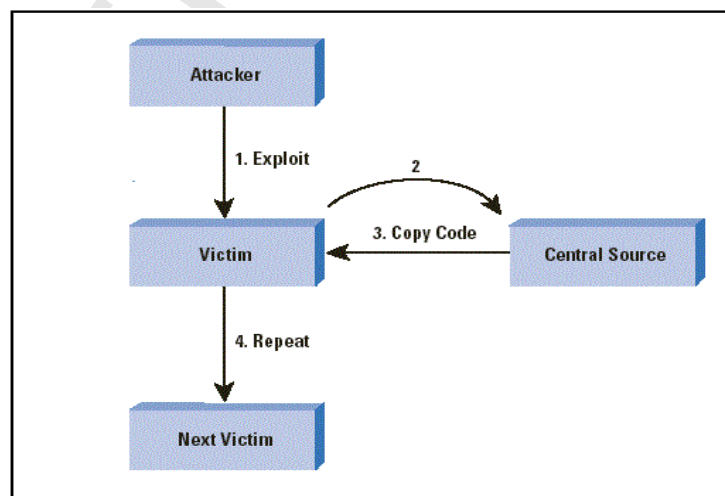 Attacker
1. Exploit
2
Victim
3. Copy Code
Central Source
4. Repeat
Next Victim